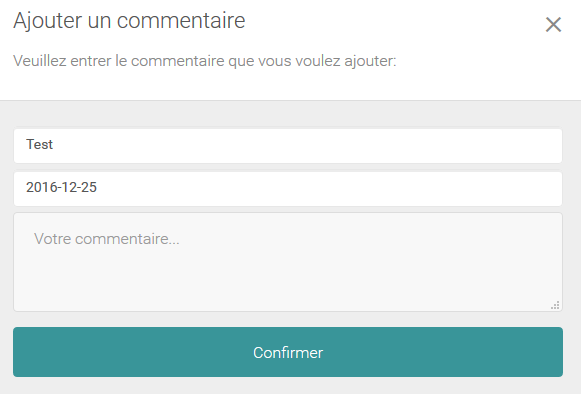 Ajouter un commentaire
Veuillez entrer le commentaire que vous voulez ajouter:
Test
2016-12-25
Votre commentaire...
Confirmer